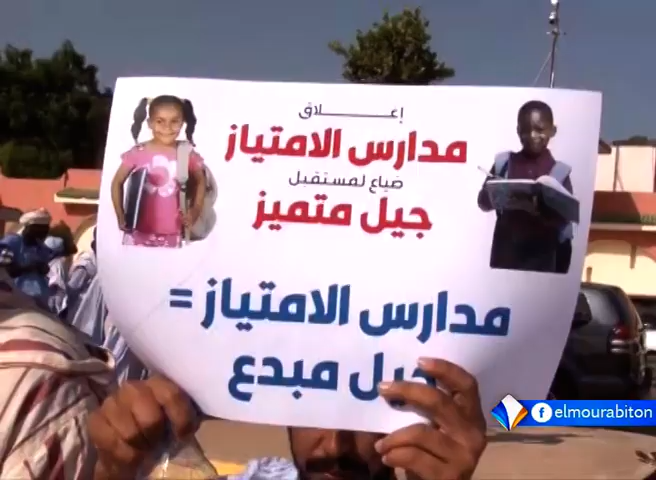 إغلاق
مدارس الامتياز
ضياع لمستقبل
جيل متميز
مدارس الامتياز =
جيل مبدع
elmourabiton